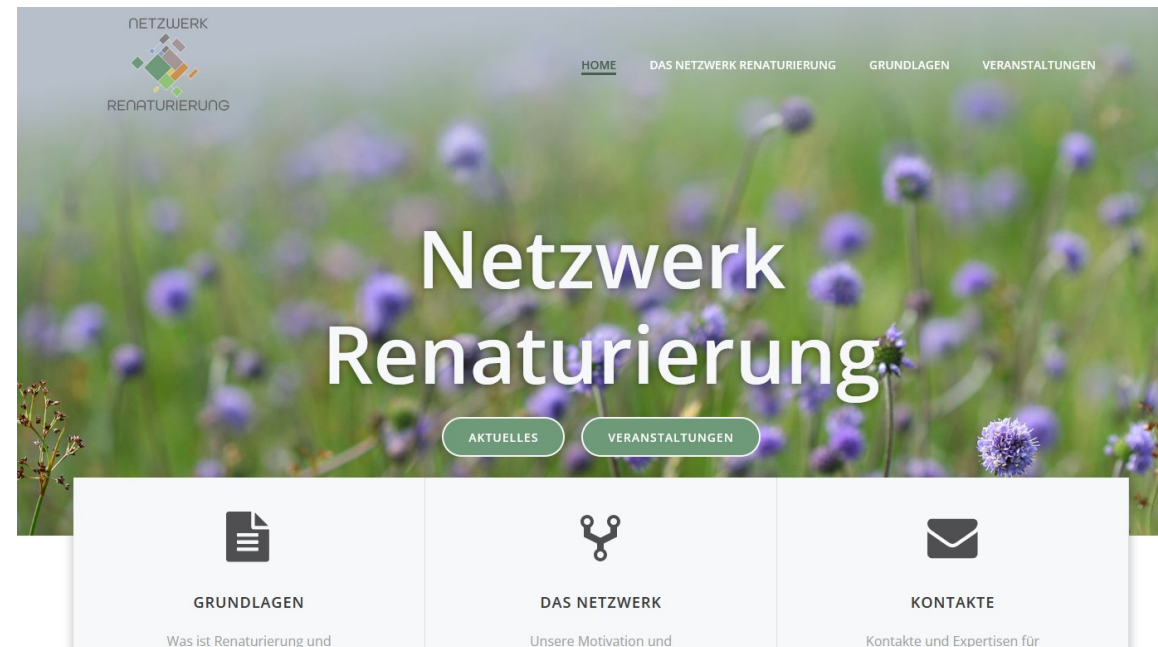 NETZWERK
RENATURIERUNG
HOME DAS NETZWERK RENATURIERUNG GRUNDLAGEN VERANSTALTUNGEN
Netzwerk
Renaturierung
AKTUELLES VERANSTALTUNGEN
GRUNDLAGEN DAS NETZWERK KONTAKTE
Was ist Renaturierung und Unsere Motivation und Kontakte und Expertisen für